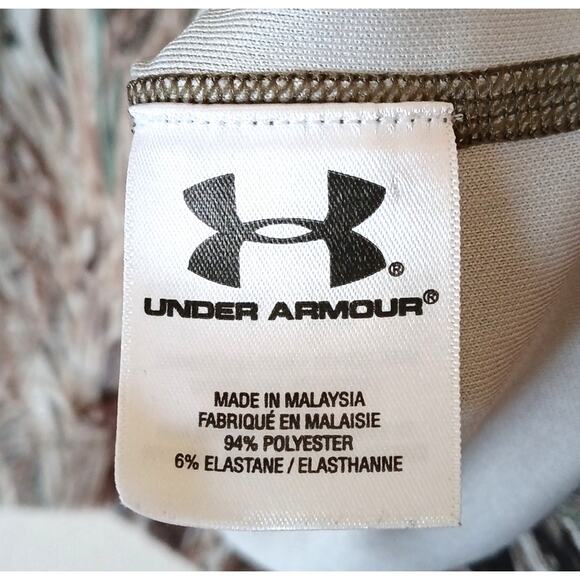 ®
UNDER ARMOUR®
MADE IN MALAYSIA
FABRIQUÉ EN MALAISIE
94% POLYESTER
6% ELASTANE / ELASTHANNE